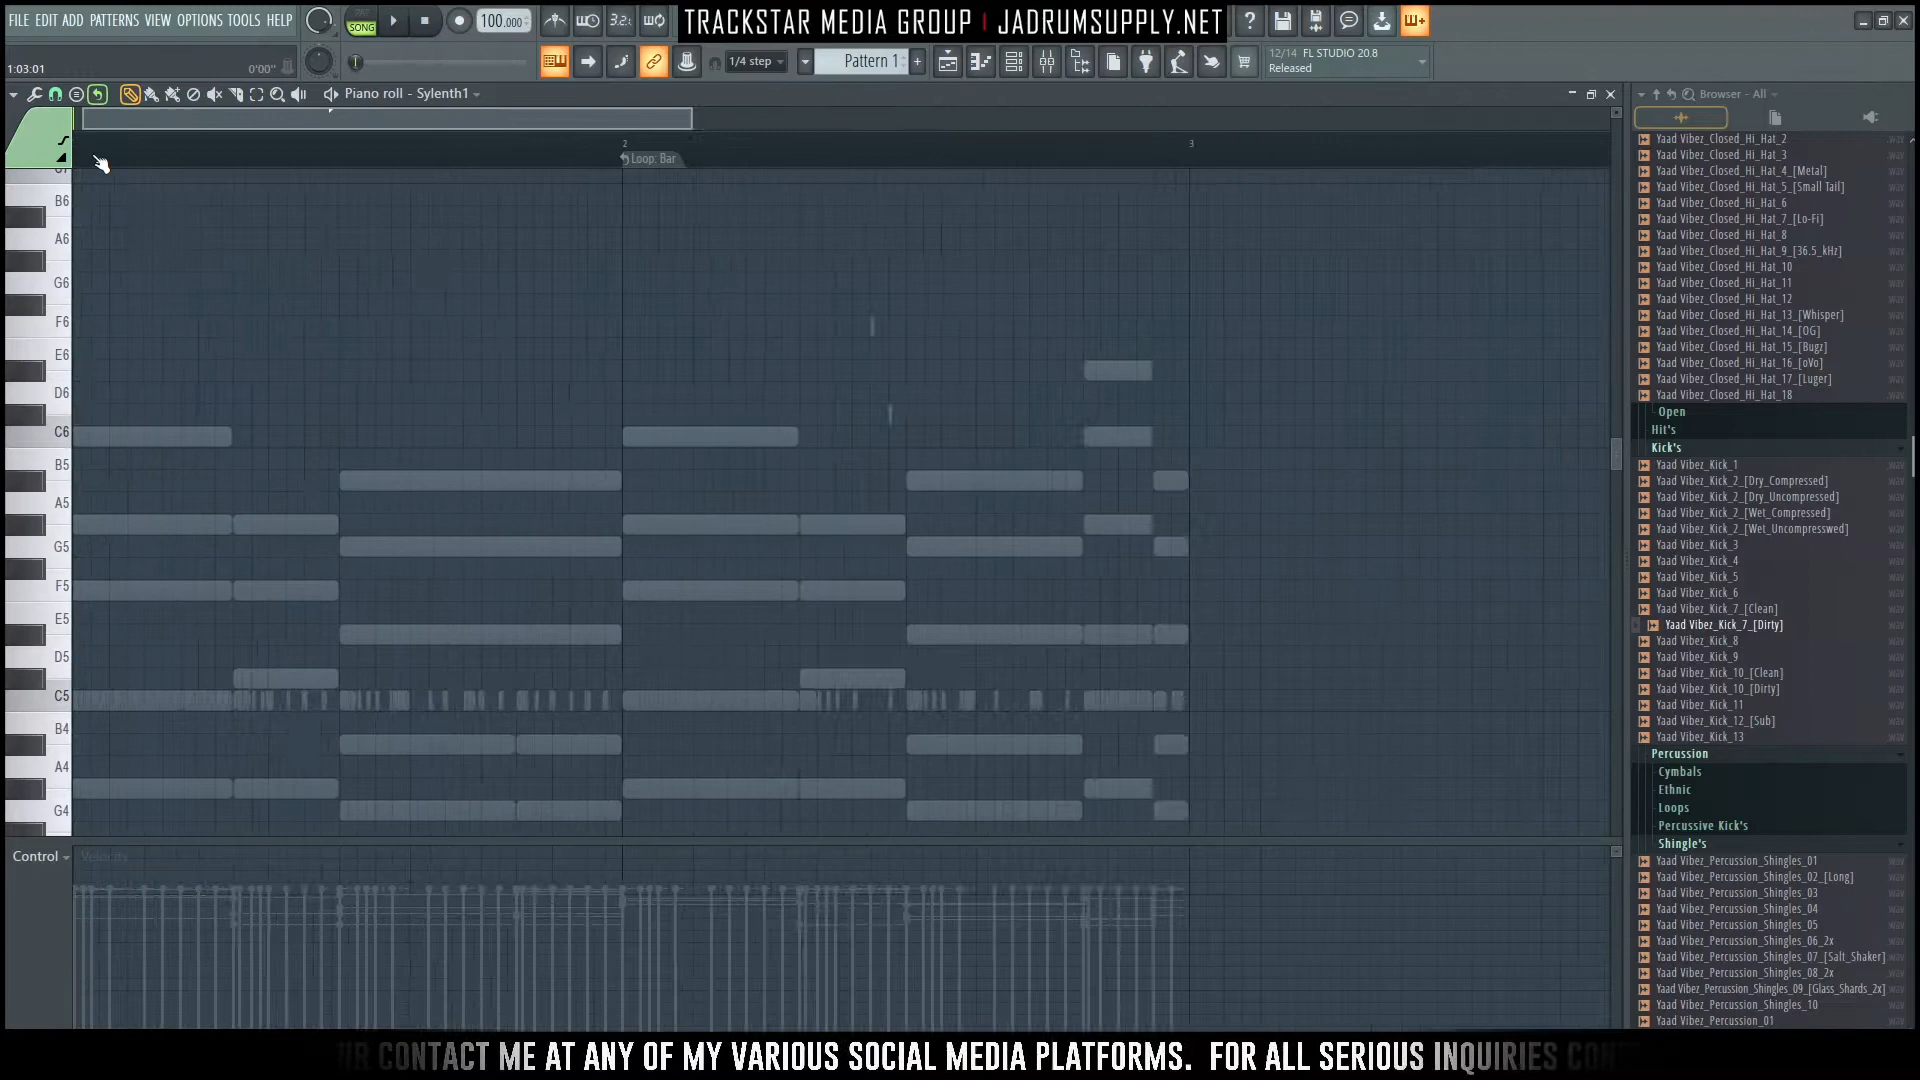 FILE EDIT ADD PATTERNS VIEW OPTIONS TOOLS HELP
SONG
100.000
TRACKSTAR MEDIA GROUP | JADRUMSUPPLY.NET
1:03:01
0'00"
1/4 step
Pattern 1
12/14 FL STUDIO 20.8
Released
Piano roll - Sylenth1
Browser - All
2
3
Loop: Bar
C7
B6
A6
G6
F6
E6
D6
C6
B5
A5
G5
F5
E5
D5
C5
B4
A4
G4
Control
Velocity
Yaad Vibez_Closed_Hi_Hat_2
Yaad Vibez_Closed_Hi_Hat_3
Yaad Vibez_Closed_Hi_Hat_4_[Metal]
Yaad Vibez_Closed_Hi_Hat_5_[Small Tail]
Yaad Vibez_Closed_Hi_Hat_6
Yaad Vibez_Closed_Hi_Hat_7_[Lo-Fi]
Yaad Vibez_Closed_Hi_Hat_8
Yaad Vibez_Closed_Hi_Hat_9_[36.5_kHz]
Yaad Vibez_Closed_Hi_Hat_10
Yaad Vibez_Closed_Hi_Hat_11
Yaad Vibez_Closed_Hi_Hat_12
Yaad Vibez_Closed_Hi_Hat_13_[Whisper]
Yaad Vibez_Closed_Hi_Hat_14_[OG]
Yaad Vibez_Closed_Hi_Hat_15_[Bugz]
Yaad Vibez_Closed_Hi_Hat_16_[oVo]
Yaad Vibez_Closed_Hi_Hat_17_[Luger]
Yaad Vibez_Closed_Hi_Hat_18
Open
Hit's
Kick's
Yaad Vibez_Kick_1
Yaad Vibez_Kick_2_[Dry_Compressed]
Yaad Vibez_Kick_2_[Dry_Uncompressed]
Yaad Vibez_Kick_2_[Wet_Compressed]
Yaad Vibez_Kick_2_[Wet_Uncompresswed]
Yaad Vibez_Kick_3
Yaad Vibez_Kick_4
Yaad Vibez_Kick_5
Yaad Vibez_Kick_6
Yaad Vibez_Kick_7_[Clean]
Yaad Vibez_Kick_7_[Dirty]
Yaad Vibez_Kick_8
Yaad Vibez_Kick_9
Yaad Vibez_Kick_10_[Clean]
Yaad Vibez_Kick_10_[Dirty]
Yaad Vibez_Kick_11
Yaad Vibez_Kick_12_[Sub]
Yaad Vibez_Kick_13
Percussion
Cymbals
Ethnic
Loops
Percussive Kick's
Shingle's
Yaad Vibez_Percussion_Shingles_01
Yaad Vibez_Percussion_Shingles_02_[Long]
Yaad Vibez_Percussion_Shingles_03
Yaad Vibez_Percussion_Shingles_04
Yaad Vibez_Percussion_Shingles_05
Yaad Vibez_Percussion_Shingles_06_2x
Yaad Vibez_Percussion_Shingles_07_[Salt_Shaker]
Yaad Vibez_Percussion_Shingles_08_2x
Yaad Vibez_Percussion_Shingles_09_[Glass_Shards_2x]
Yaad Vibez_Percussion_Shingles_10
Yaad Vibez_Percussion_01
CONTACT ME AT ANY OF MY VARIOUS SOCIAL MEDIA PLATFORMS. FOR ALL SERIOUS INQUIRIES CON